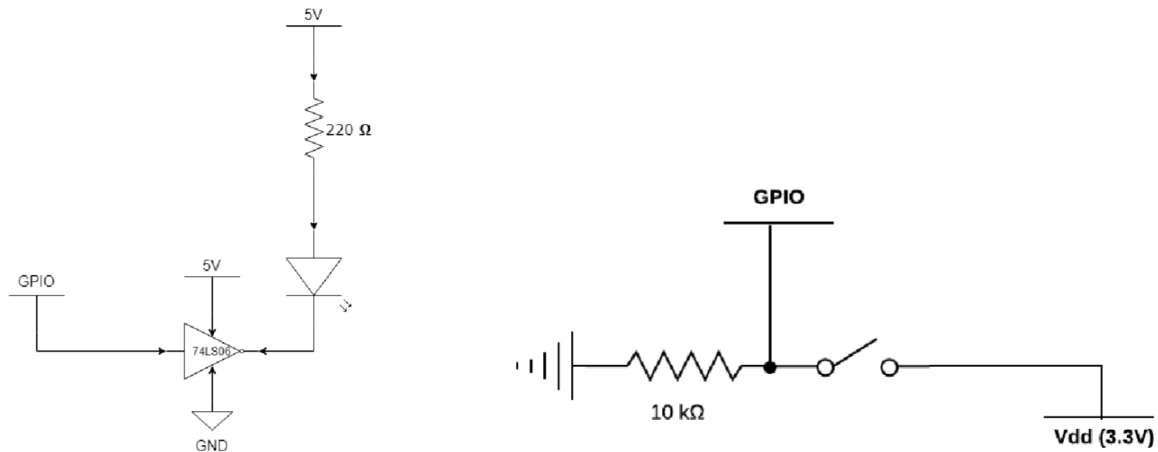 5V
220 Ω
GPIO
5V
74LS06
GND
GPIO
10 kΩ
Vdd (3.3V)